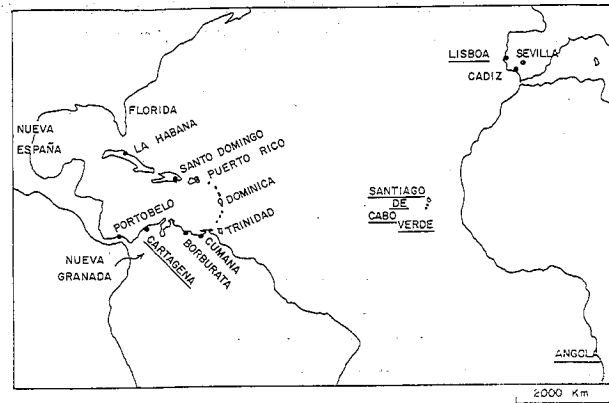 LISBOA
SEVILLA
CADIZ
FLORIDA
NUEVA
ESPAÑA
LA HABANA
SANTO DOMINGO
PUERTO RICO
DOMINICA
SANTIAGO
DE
CABO
VERDE
PORTOBELO
TRINIDAD
CUMANA
BORBURATA
CARTAGENA
NUEVA
GRANADA
ANGOLA
2000 Km